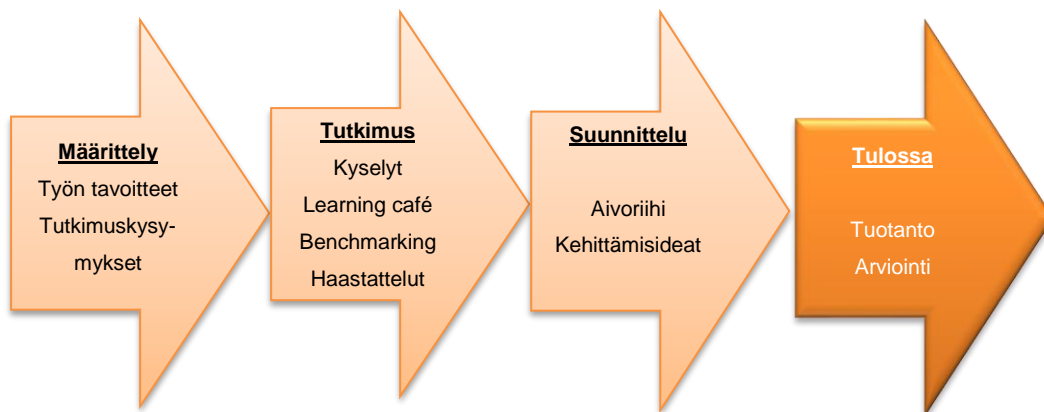 Määrittely
Työn tavoitteet
Tutkimuskysy-
mykset
Tutkimus
Kyselyt
Learning café
Benchmarking
Haastattelut
Suunnittelu
Aivoriihi
Kehittämisideat
Tulossa
Tuotanto
Arviointi